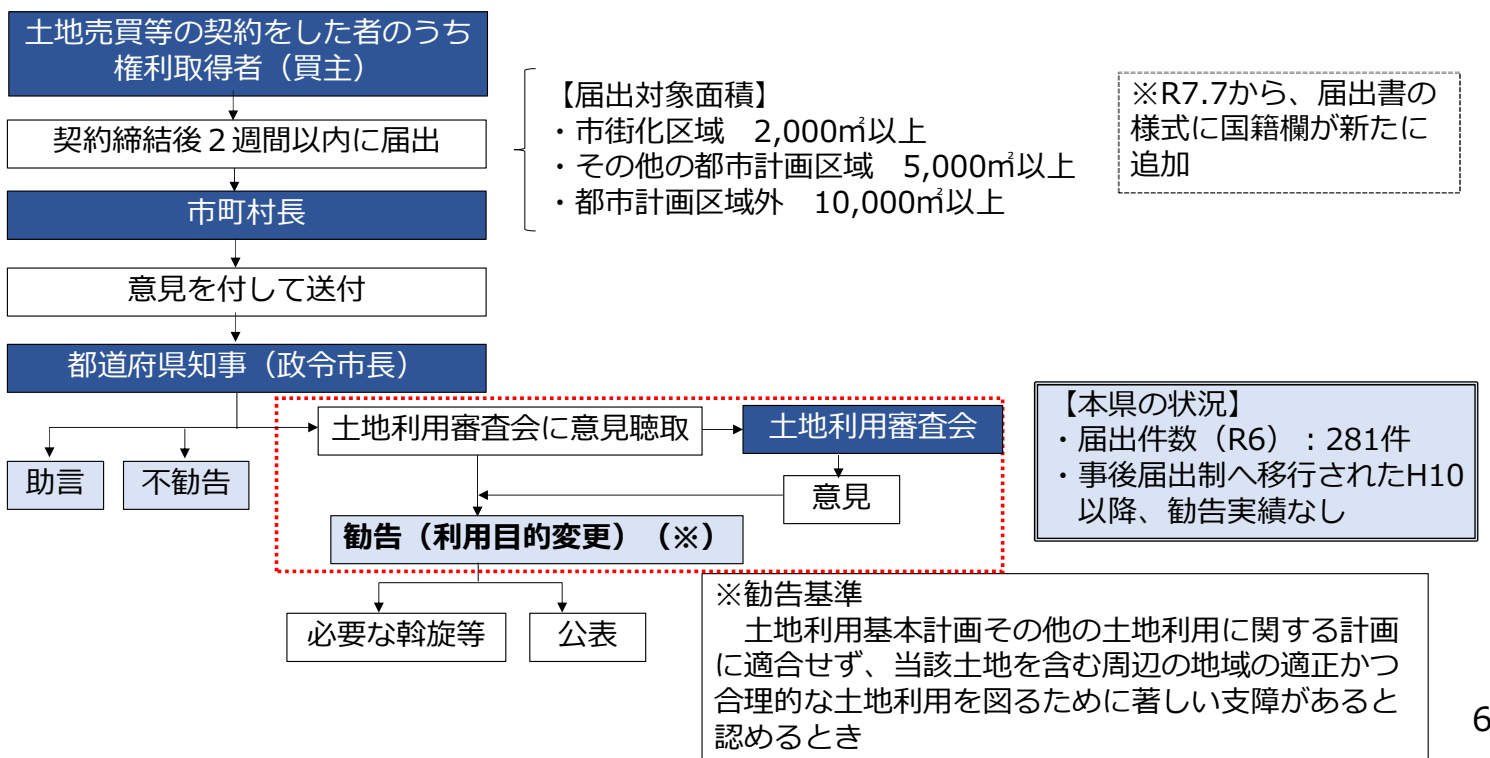 土地売買等の契約をした者のうち
権利取得者（買主）
契約締結後２週間以内に届出
市町村長
意見を付して送付
都道府県知事（政令市長）
【届出対象面積】
・市街化区域　2,000㎡以上
・その他の都市計画区域　5,000㎡以上
・都市計画区域外　10,000㎡以上
※R7.7から、届出書の
様式に国籍欄が新たに
追加
助言
不勧告
土地利用審査会に意見聴取
土地利用審査会
意見
勧告（利用目的変更）（※）
必要な斡旋等
公表
【本県の状況】
・届出件数（R6）：281件
・事後届出制へ移行されたH10
以降、勧告実績なし
※勧告基準
　土地利用基本計画その他の土地利用に関する計画
に適合せず、当該土地を含む周辺の地域の適正かつ
合理的な土地利用を図るために著しい支障があると
認めるとき
6